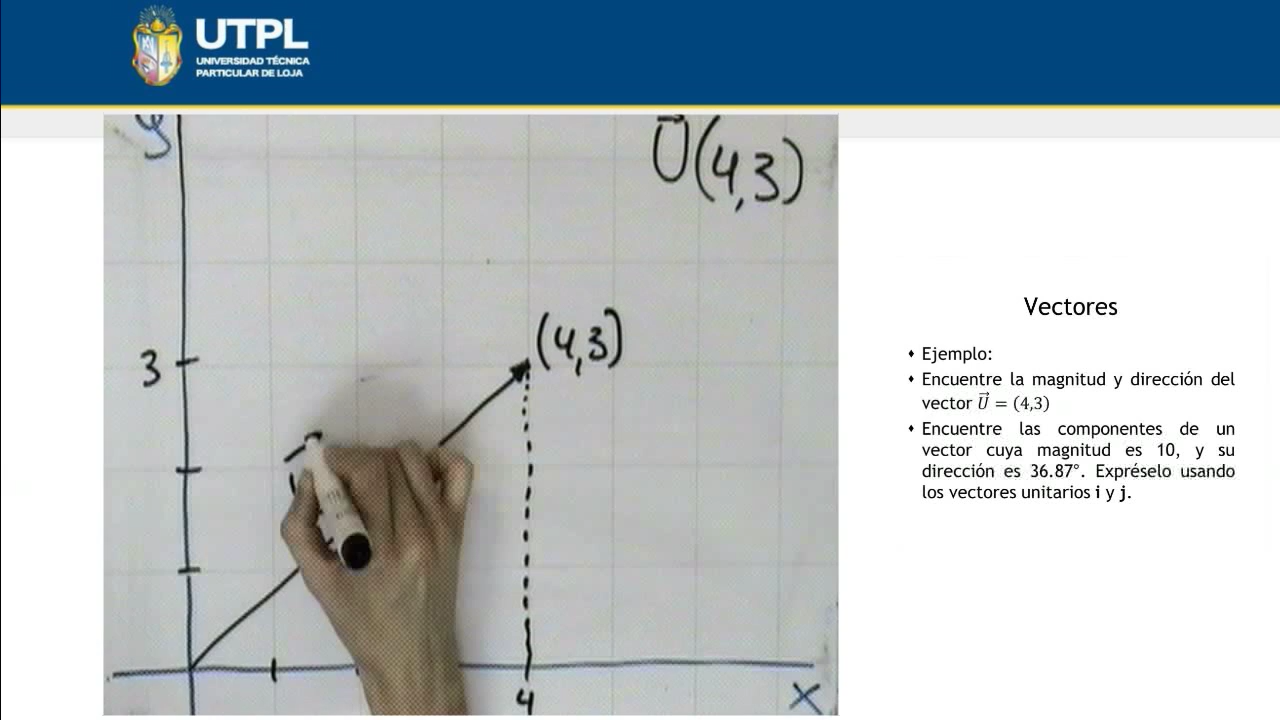 UTPL
UNIVERSIDAD TÉCNICA
PARTICULAR DE LOJA
y
U⃗(4,3)
(4,3)
3
4
x
Vectores
♦ Ejemplo:
♦ Encuentre la magnitud y dirección del
vector U⃗ = (4,3)
♦ Encuentre las componentes de un
vector cuya magnitud es 10, y su
dirección es 36.87°. Expréselo usando
los vectores unitarios i y j.